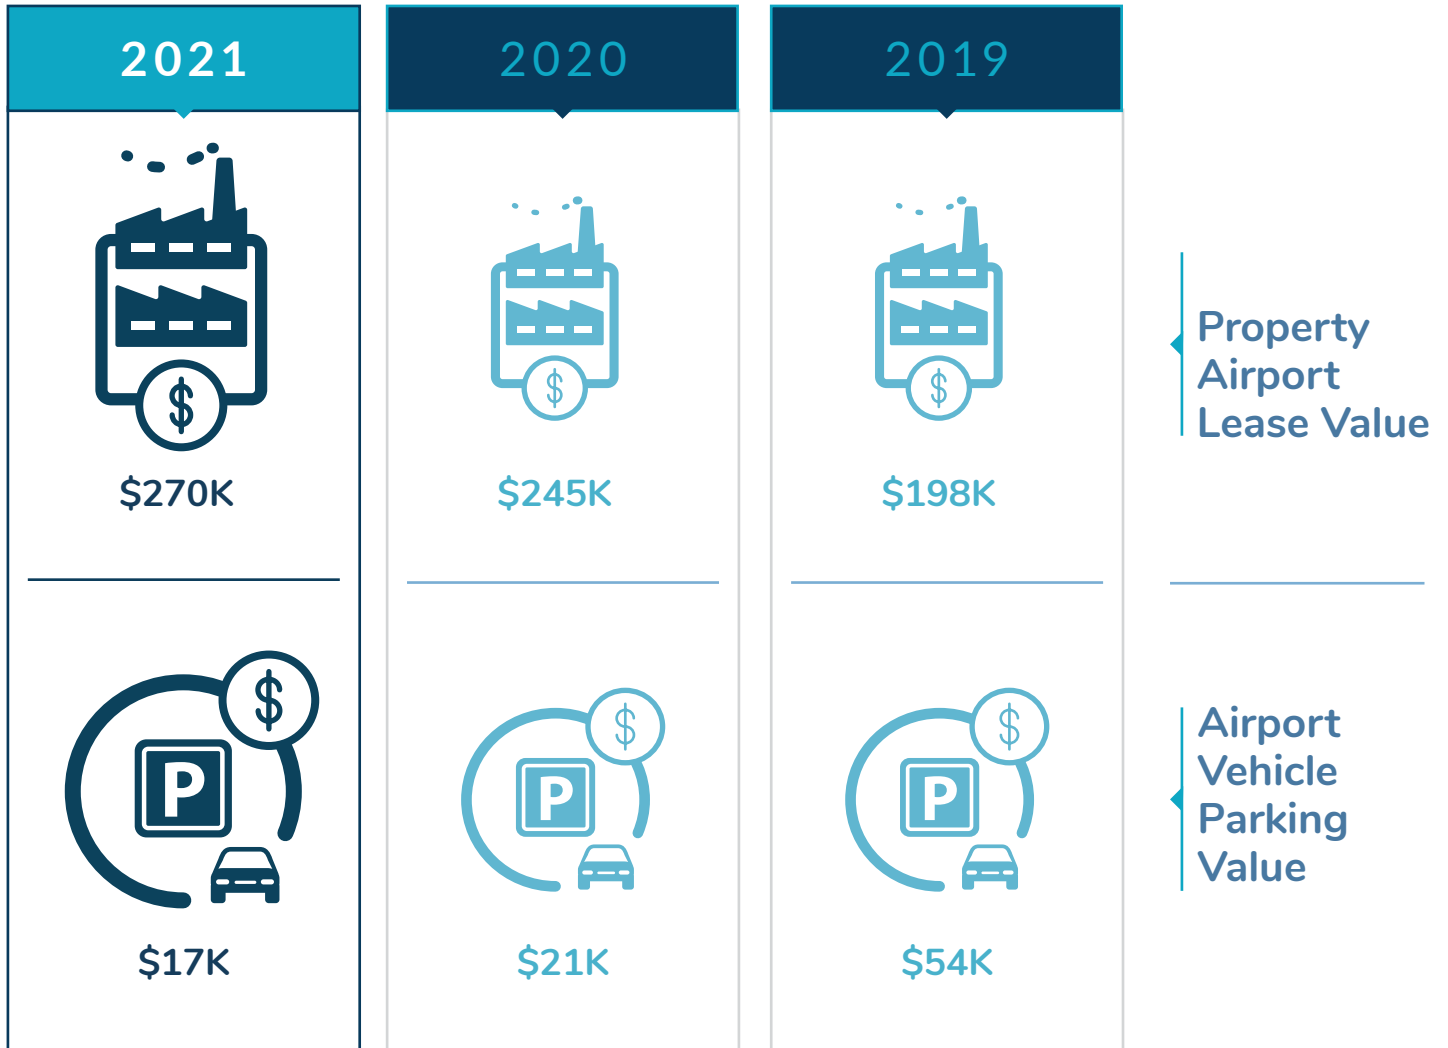 2021
2020
2019
$
$
$
$270K
$245K
$198K
Property
Airport
Lease Value
$
$
$
P
P
P
$17K
$21K
$54K
Airport
Vehicle
Parking
Value